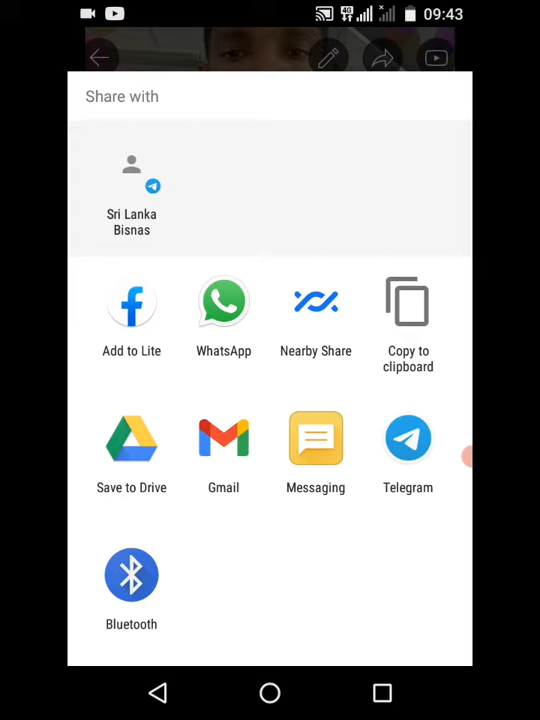 4G
09:43
Share with
Sri Lanka
Bisnas
Add to Lite
WhatsApp
Nearby Share
Copy to
clipboard
Save to Drive
Gmail
Messaging
Telegram
Bluetooth